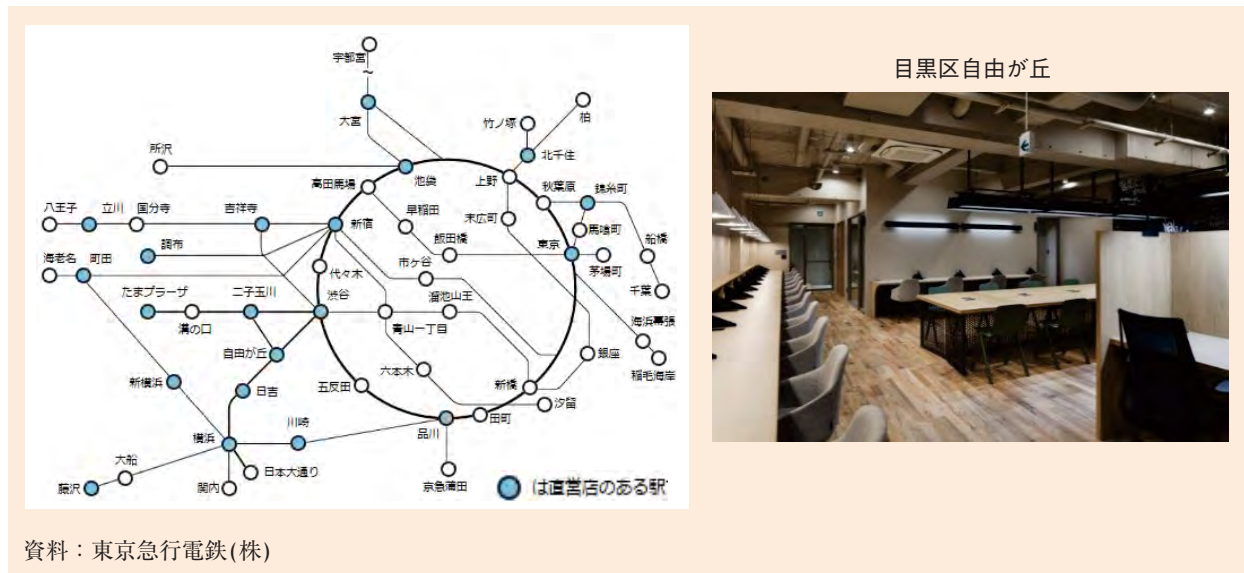 宇都宮
大宮
所沢
竹ノ塚
柏
北千住
池袋
高田馬場
上野
秋葉原
錦糸町
八王子
立川
国分寺
吉祥寺
新宿
早稲田
末広町
馬喰町
調布
飯田橋
東京
船橋
海老名
町田
市ヶ谷
茅場町
代々木
千葉
たまプラーザ
二子玉川
渋谷
溜池山王
溝の口
青山一丁目
海浜幕張
自由が丘
銀座
稲毛海岸
新横浜
日吉
五反田
六本木
新橋
汐留
川崎
品川
田町
横浜
大船
日本大通り
藤沢
関内
京急蒲田
は直営店のある駅
目黒区自由が丘
資料：東京急行電鉄(株)